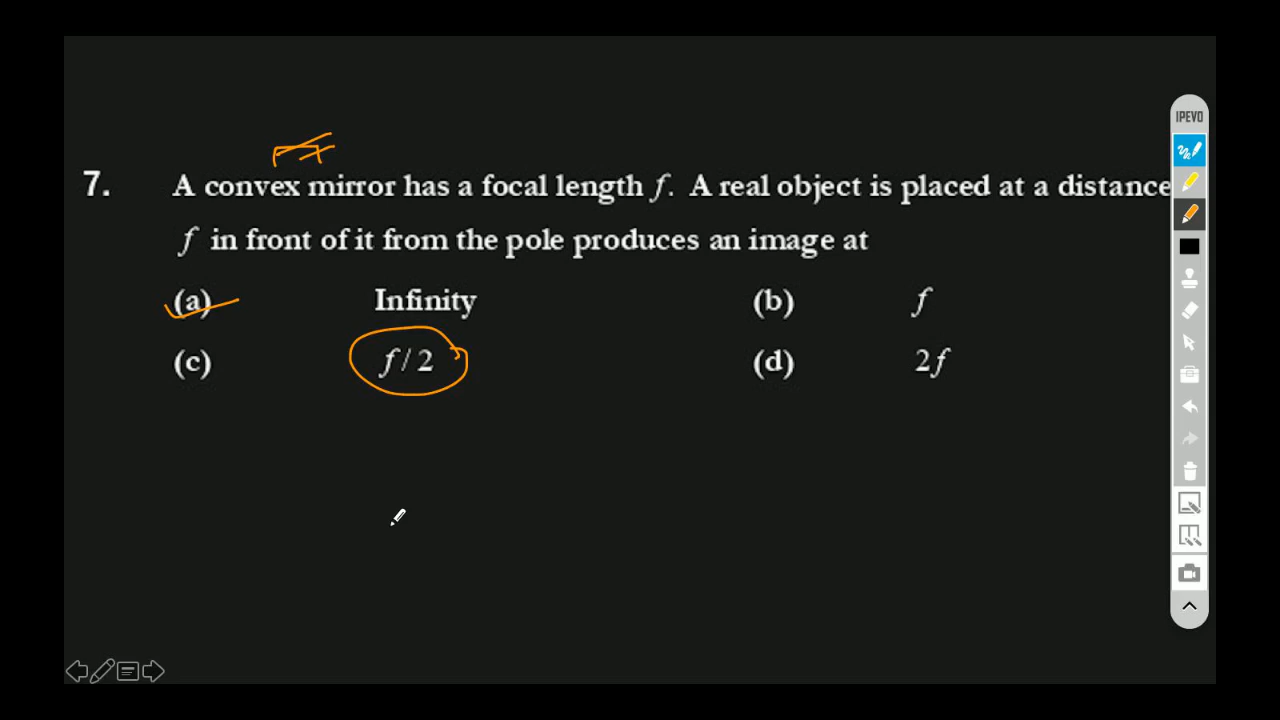 IPEVO
7. A convex mirror has a focal length f. A real object is placed at a distance
f in front of it from the pole produces an image at
(a) Infinity (b) f
(c) f/2 (d) 2f